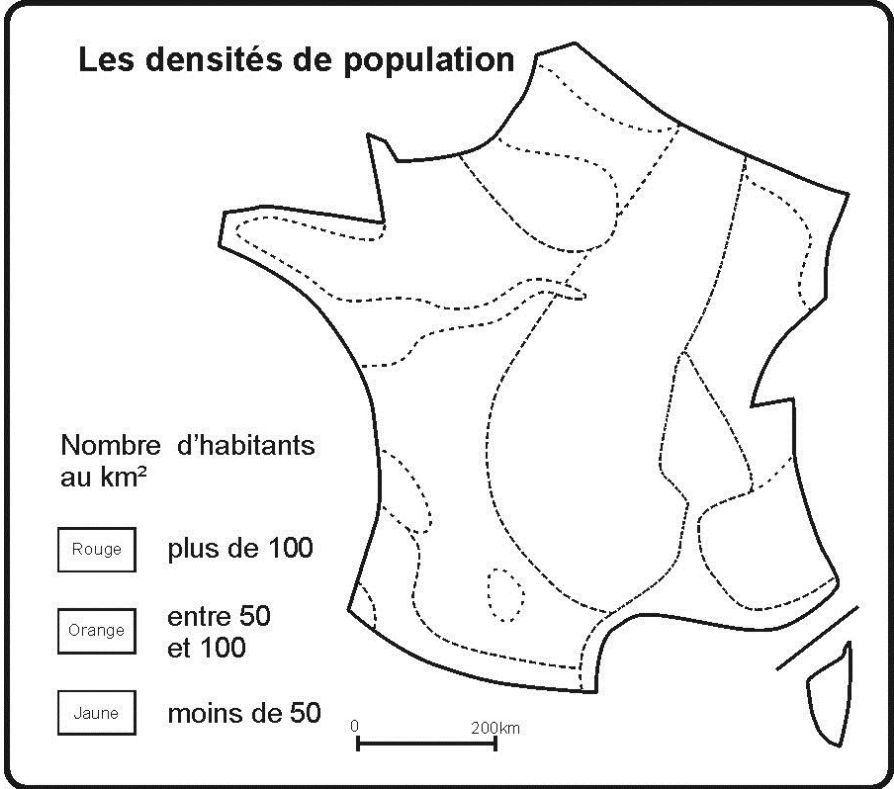 Les densités de population
Nombre d'habitants
au km²
Rouge plus de 100
Orange entre 50
et 100
Jaune moins de 50
0 200km